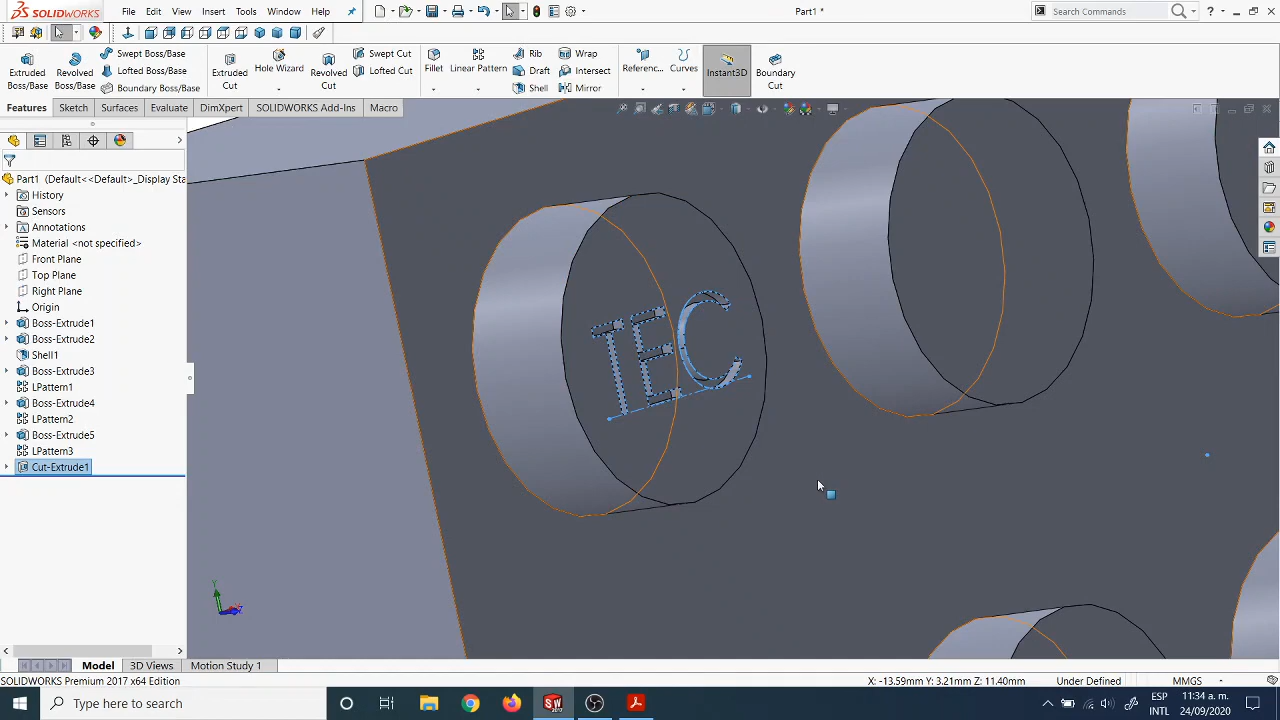 SOLIDWORKS File Edit View Insert Tools Window Help Part1 * Search Commands ?
Extruded Boss/Base Revolved Boss/Base Swept Boss/Base Lofted Boss/Base Boundary Boss/Base Extruded Cut Hole Wizard Revolved Cut Swept Cut Lofted Cut Fillet Linear Pattern Rib Draft Shell Wrap Intersect Mirror Referenc... Curves Instant3D Boundary Cut
Features Sketch Surfaces Evaluate DimXpert SOLIDWORKS Add-Ins Macro
Part1 (Default<<Default>_Display Sta
History
Sensors
Annotations
Material <not specified>
Front Plane
Top Plane
Right Plane
Origin
Boss-Extrude1
Boss-Extrude2
Shell1
Boss-Extrude3
LPattern1
Boss-Extrude4
LPattern2
Boss-Extrude5
LPattern3
Cut-Extrude1
TEC
Y
Model 3D Views Motion Study 1
SOLIDWORKS Premium 2017 x64 Edition X: -13.59mm Y: 3.21mm Z: 11.40mm Under Defined MMGS
Type here to search ESP INTL 11:34 a. m. 24/09/2020